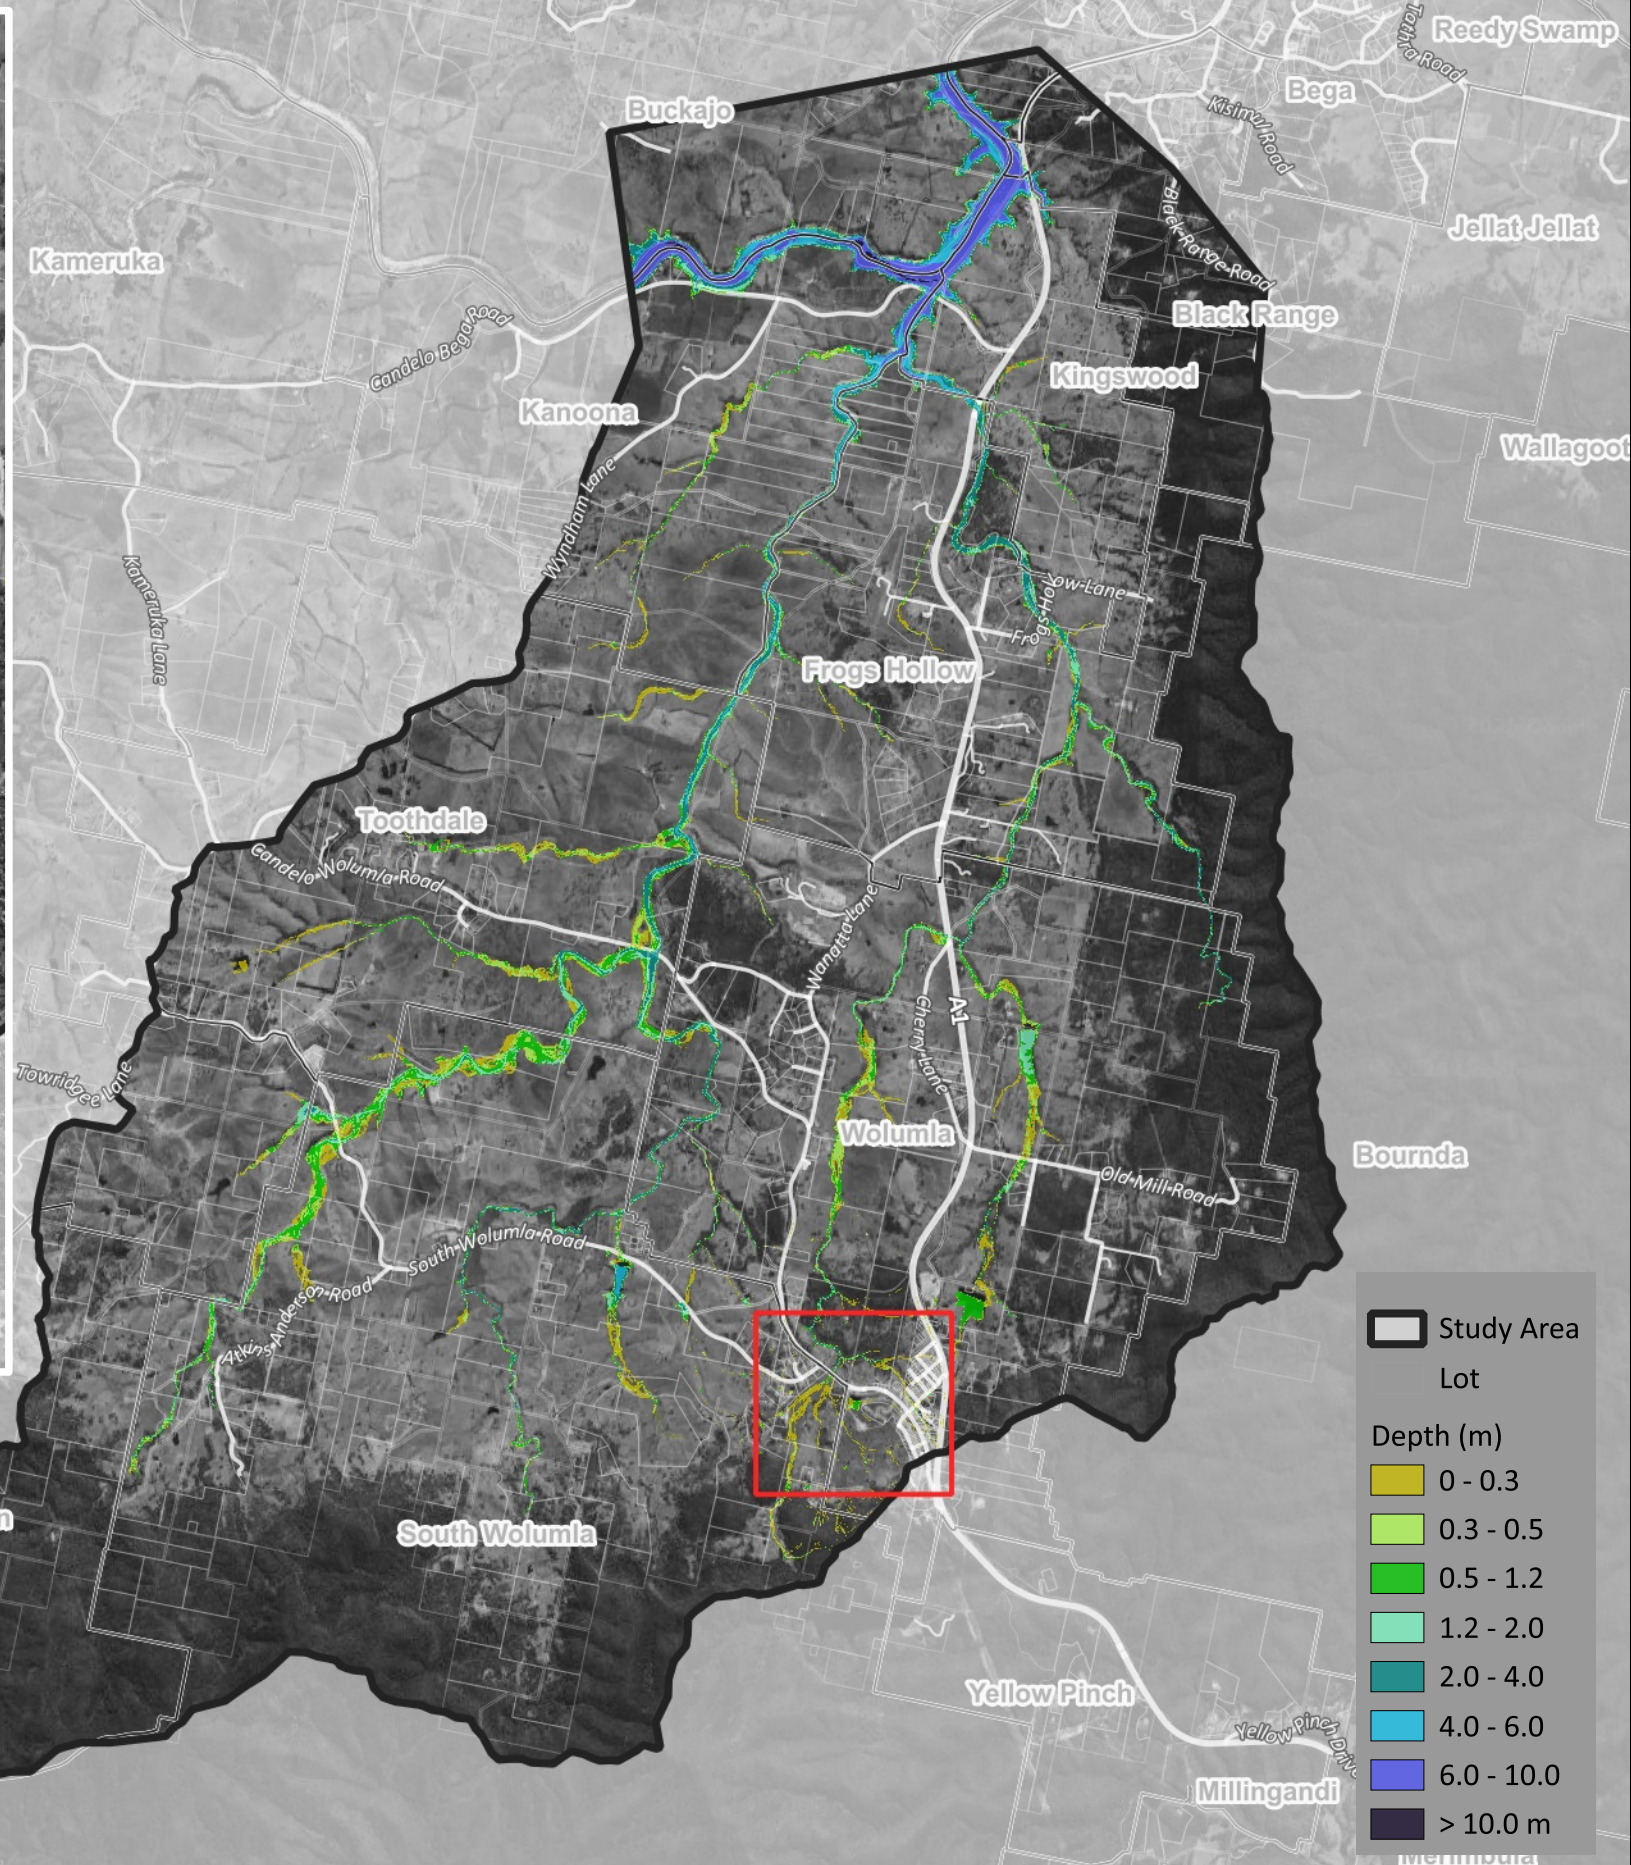 Reedy Swamp
Tathra Road
Bega
Buckajo
Kisimul Road
Black Range Road
Jellat Jellat
Kameruka
Candelo Bega Road
Black Range
Kingswood
Kanoona
Wallagoot
Wyndham Lane
Kameruka Lane
Frogs Hollow Lane
Frogs Hollow
Toothdale
Candelo Wolumla Road
Wanatta Lane
Cherry Lane
A1
Towridgee Lane
Wolumla
Bournda
Old Mill Road
South Wolumla Road
Atkins Anderson Road
South Wolumla
Yellow Pinch
Yellow Pinch Drive
Millingandi
Merimbula
n
Study Area
Lot
Depth (m)
0 - 0.3
0.3 - 0.5
0.5 - 1.2
1.2 - 2.0
2.0 - 4.0
4.0 - 6.0
6.0 - 10.0
> 10.0 m